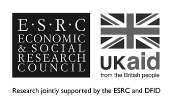 E·S·R·C
ECONOMIC
& SOCIAL
RESEARCH
COUNCIL
UKaid
from the British people
Research jointly supported by the ESRC and DFID